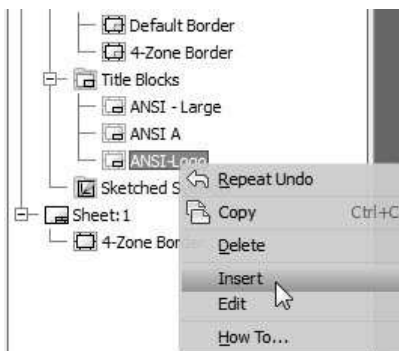 Default Border
4-Zone Border
Title Blocks
ANSI - Large
ANSI A
ANSI-Logo
Repeat Undo
Sketched S
Copy Ctrl+C
Sheet:1
4-Zone Bor
Delete
Insert
Edit
How To...